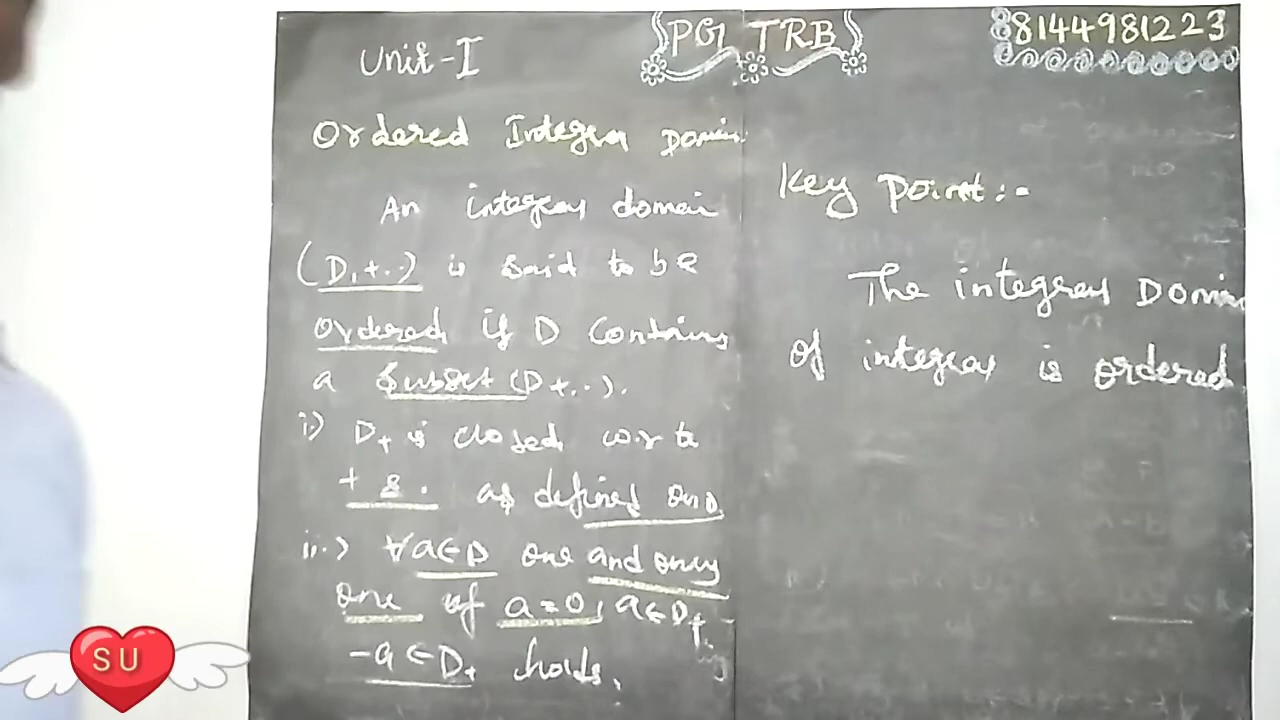 Unit-I
PG TRB
8144981223
Ordered Integral Domain
An integral domain
(D,+,·) is said to be
ordered if D contains
a subset (D+,·).
i) D+ is closed w.r to
+ & . as defined on D
ii) ∀ a∈D one and only
one of a=0, a∈D+,
-a∈D+ holds.
Key Point:-
The integral Domain
of integral is ordered
SU